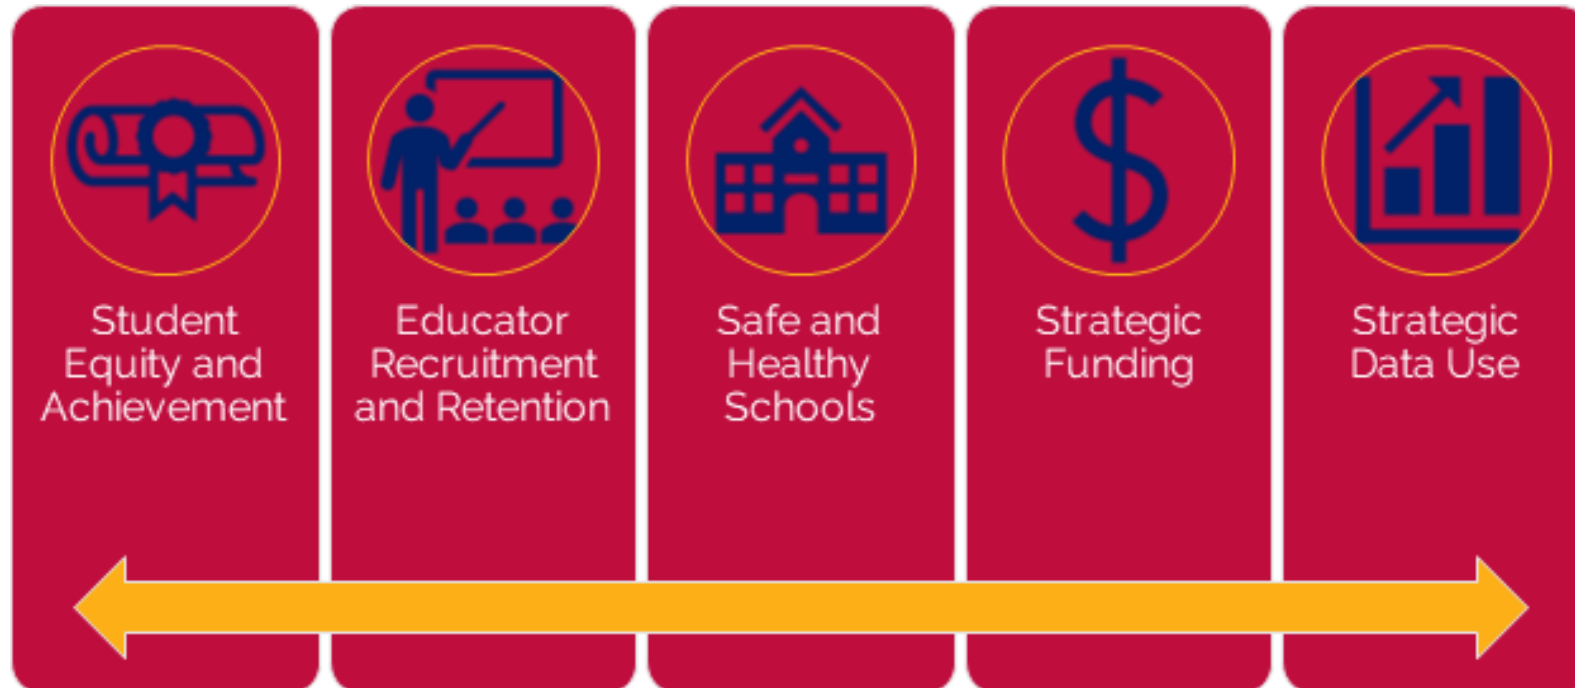 Student
Equity and
Achievement
Educator
Recruitment
and Retention
Safe and
Healthy
Schools
Strategic
Funding
Strategic
Data Use